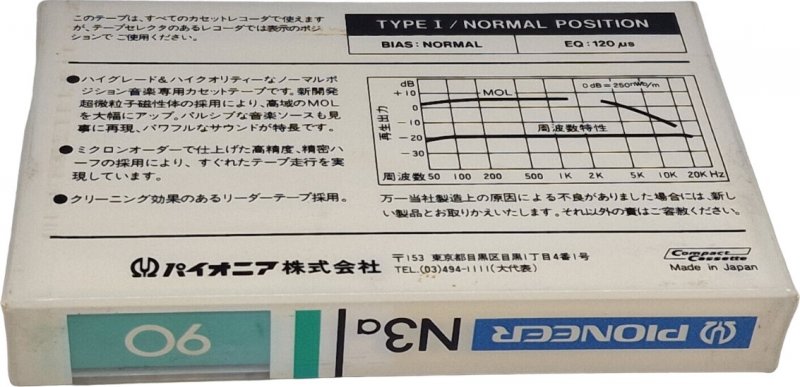 このテープは、すべてのカセットレコーダで使えます
が、テープセレクタのあるレコーダでは表示のポジ
ションでご使用ください。
TYPE I / NORMAL POSITION
BIAS: NORMAL
EQ: 120 μs
●ハイグレード&ハイクオリティーなノーマルポ
ジション音楽専用カセットテープです。新開発
超微粒子磁性体の採用により、高域のMOL
を大幅にアップ。パルシブな音楽ソースも見
事に再現、パワフルなサウンドが特長です。
●ミクロンオーダーで仕上げた高精度、精密ハ
ーフの採用により、すぐれたテープ走行を実
現しています。
●クリーニング効果のあるリーダーテープ採用。
dB
+10
0
-10
-20
-30
再生出力
MOL
0 dB=250nWb/m
周波数特性
周波数 50 100 200 500 1K 2K 5K 10K 20K Hz
万一当社製造上の原因による不良がありました場合には、新し
い製品とお取りかえいたします。それ以外の責はご容赦ください。
パイオニア株式会社
〒153 東京都目黒区目黒1丁目4番1号
TEL.(03)494-1111(大代表)
Compact
Cassette
Made in Japan
PIONEER
N3a
90